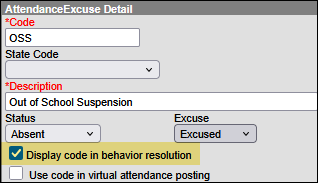 AttendanceExcuse Detail
*Code
OSS
State Code
*Description
Out of School Suspension
Status Excuse
Absent Excused
Display code in behavior resolution
Use code in virtual attendance posting